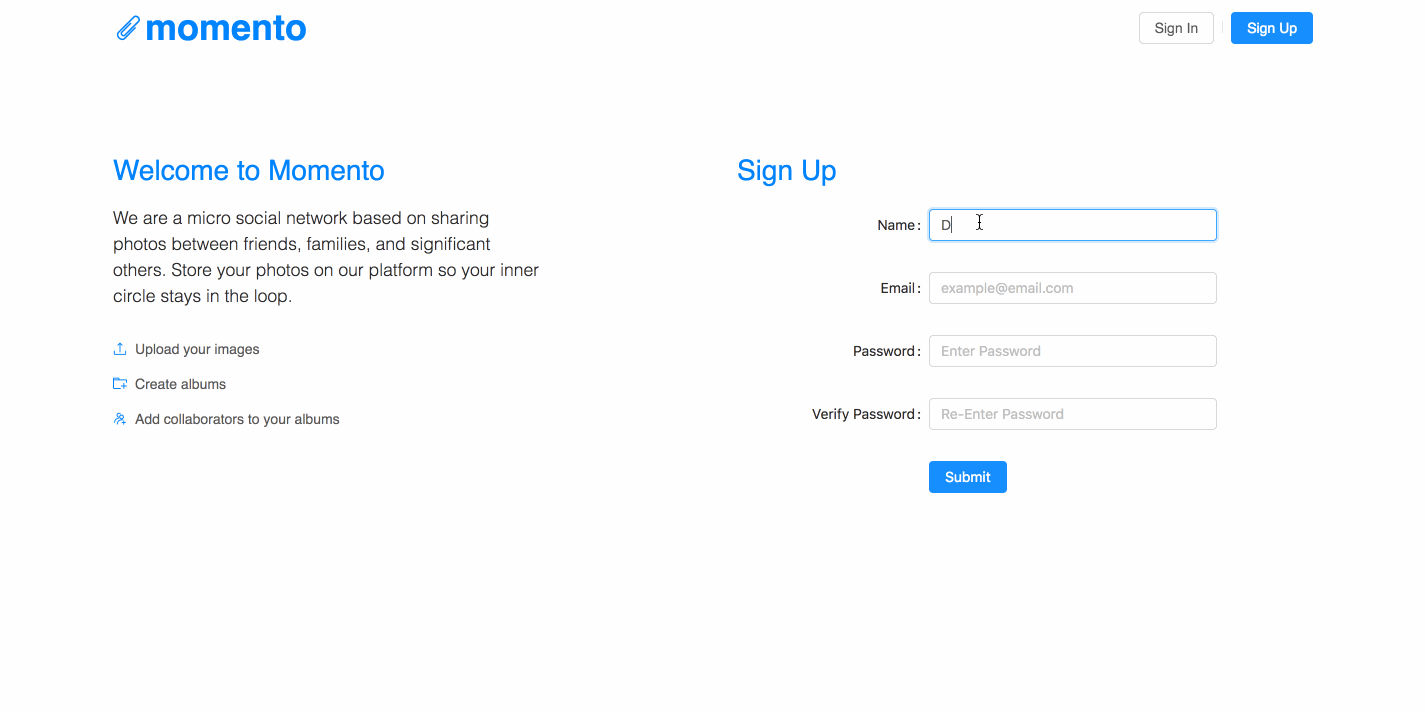 momento
Sign In
Sign Up
Welcome to Momento
We are a micro social network based on sharing
photos between friends, families, and significant
others. Store your photos on our platform so your inner
circle stays in the loop.
Upload your images
Create albums
Add collaborators to your albums
Sign Up
Name: D
Email: example@email.com
Password: Enter Password
Verify Password: Re-Enter Password
Submit